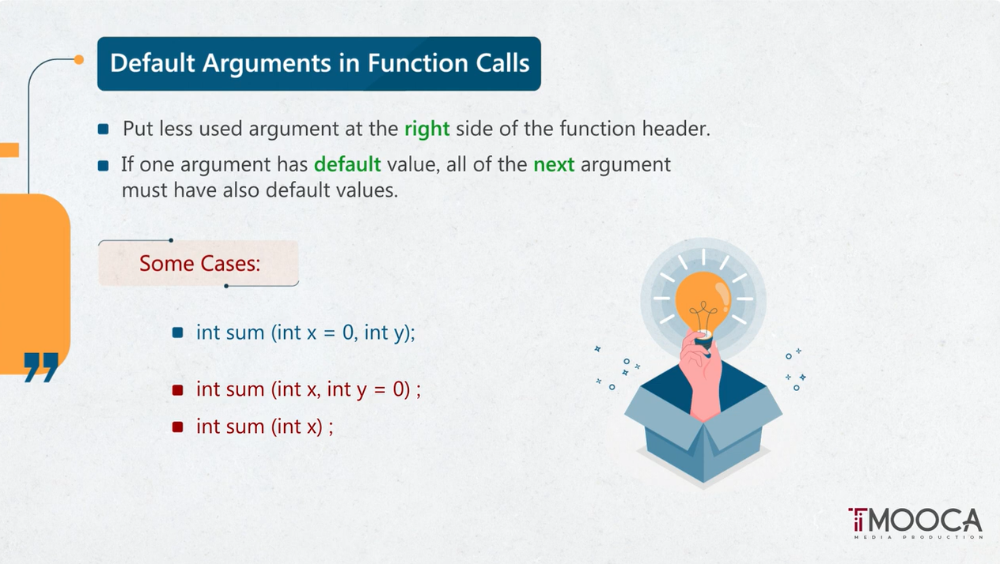 Default Arguments in Function Calls
Put less used argument at the right side of the function header.
If one argument has default value, all of the next argument
must have also default values.
Some Cases:
int sum (int x = 0, int y);
int sum (int x, int y = 0) ;
int sum (int x) ;
TMOOCA
MEDIA PRODUCTION